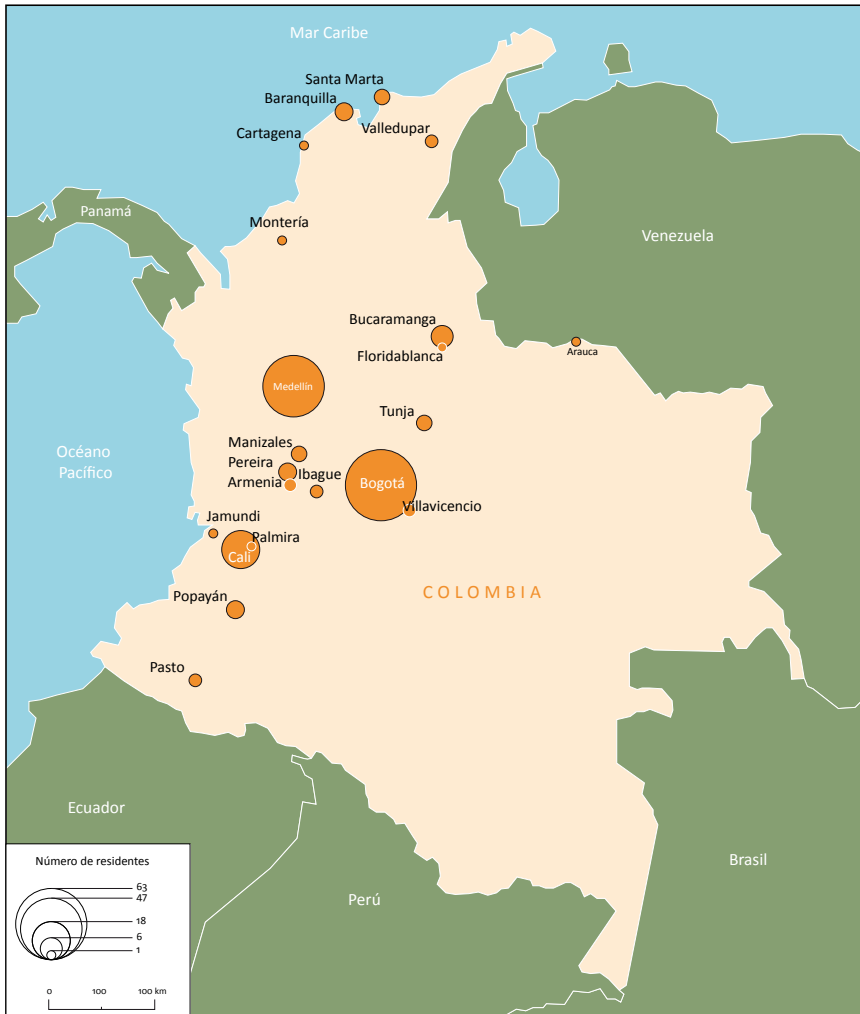 Mar Caribe
Santa Marta
Baranquilla
Cartagena
Valledupar
Panamá
Montería
Venezuela
Bucaramanga
Floridablanca
Arauca
Medellín
Tunja
Manizales
Pereira
Ibague
Armenia
Bogotá
Océano
Pacífico
Villavicencio
Jamundi
Palmira
Cali
COLOMBIA
Popayán
Pasto
Ecuador
Perú
Brasil
Número de residentes
63
47
18
6
1
0 100 100 km